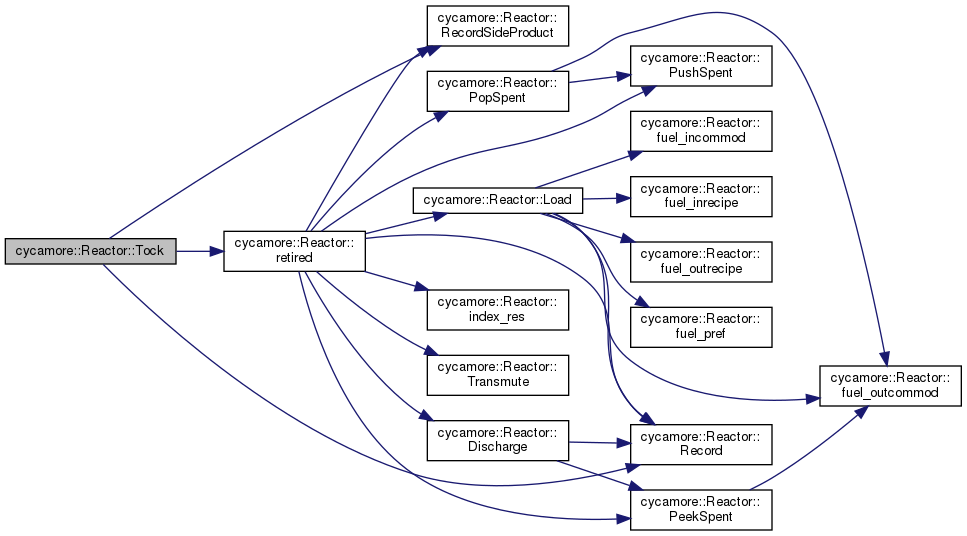 cycamore::Reactor::
RecordSideProduct
cycamore::Reactor::
PopSpent
cycamore::Reactor::
PushSpent
cycamore::Reactor::
fuel_incommod
cycamore::Reactor::Load
cycamore::Reactor::
fuel_inrecipe
cycamore::Reactor::Tock
cycamore::Reactor::
retired
cycamore::Reactor::
fuel_outrecipe
cycamore::Reactor::
index_res
cycamore::Reactor::
fuel_pref
cycamore::Reactor::
Transmute
cycamore::Reactor::
fuel_outcommod
cycamore::Reactor::
Discharge
cycamore::Reactor::
Record
cycamore::Reactor::
PeekSpent